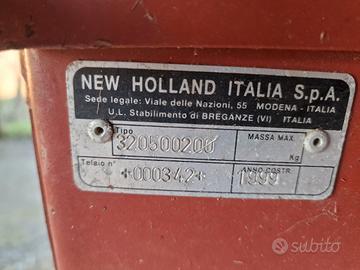 NEW HOLLAND ITALIA S.p.A.
Sede legale: Viale delle Nazioni, 55 MODENA - ITALIA
U.L. Stabilimento di BREGANZE (VI) ITALIA
Tipo
320500200
MASSA MAX.
Kg
Telaio n°
*000342*
ANNO COSTR.
1999
subito